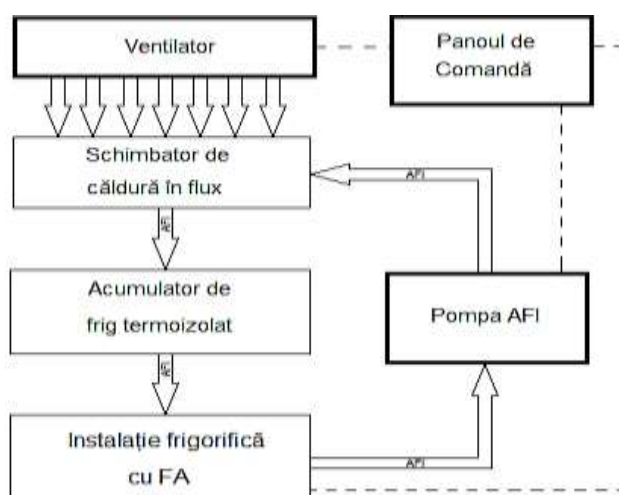 Ventilator
Panoul de
Comandă
Schimbator de
căldură în flux
AFI
AFI
Acumulator de
frig termoizolat
Pompa AFI
AFI
Instalație frigorifică
cu FA
AFI